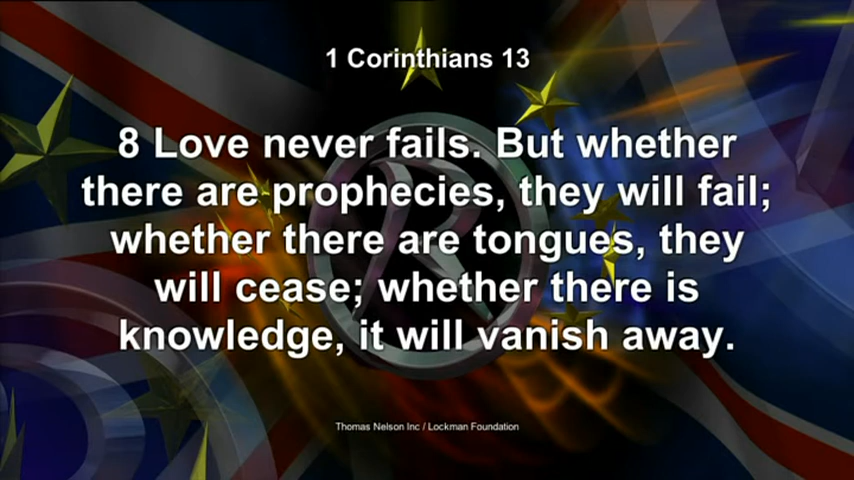 1 Corinthians 13
8 Love never fails. But whether
there are prophecies, they will fail;
whether there are tongues, they
will cease; whether there is
knowledge, it will vanish away.
Thomas Nelson Inc / Lockman Foundation